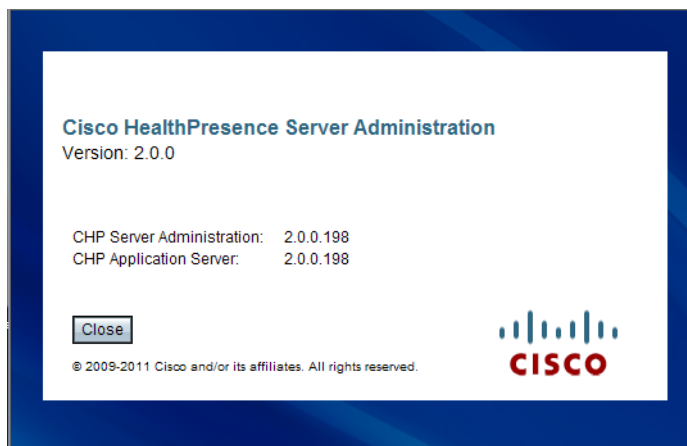 Cisco HealthPresence Server Administration
Version: 2.0.0
CHP Server Administration: 2.0.0.198
CHP Application Server: 2.0.0.198
Close
© 2009-2011 Cisco and/or its affiliates. All rights reserved.
CISCO